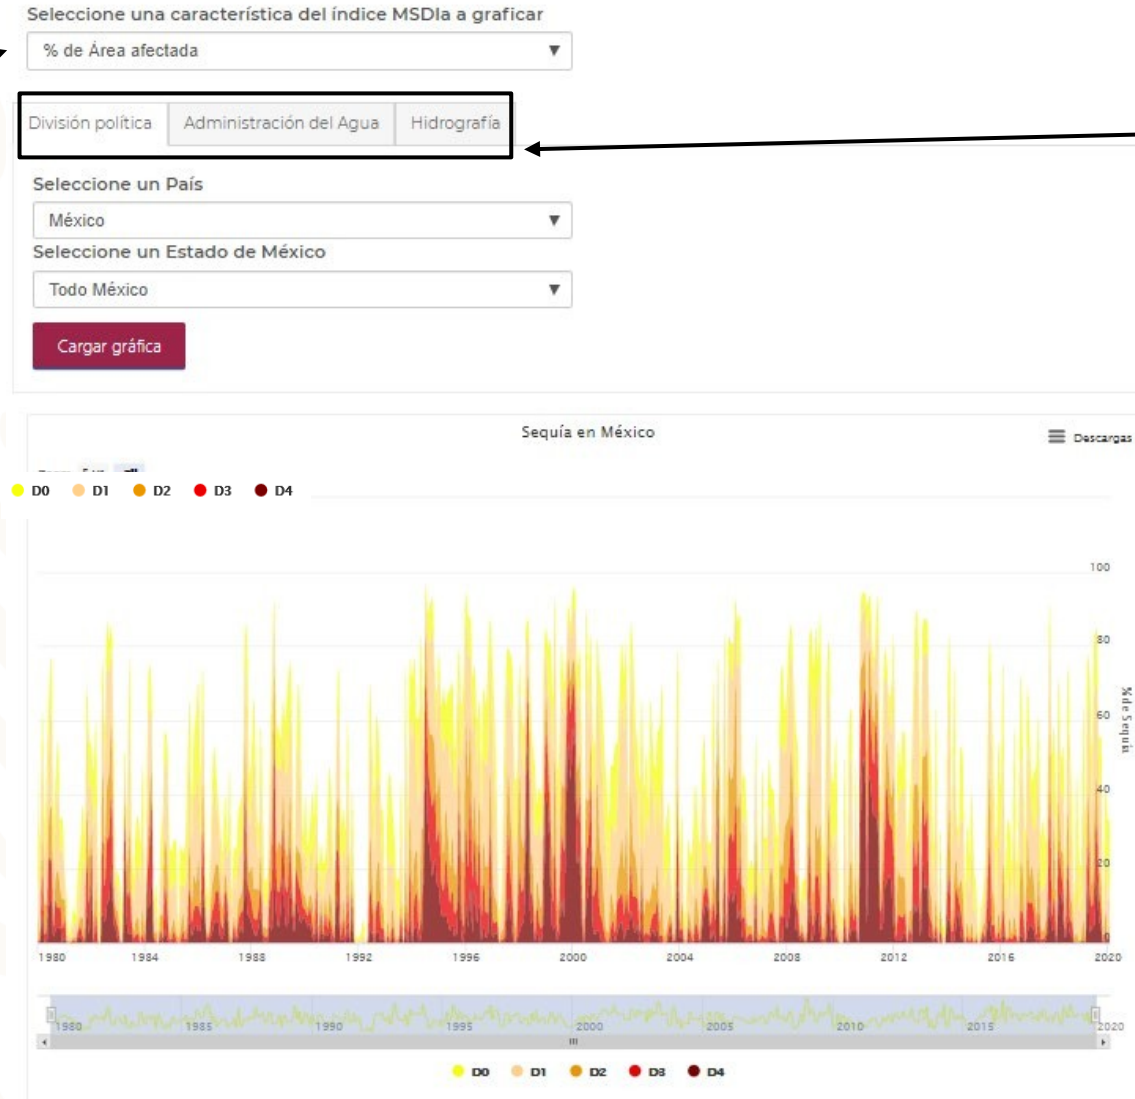 Seleccione una característica del índice MSDIa a graficar
% de Área afectada
División política Administración del Agua Hidrografía
Seleccione un País
México
Seleccione un Estado de México
Todo México
Cargar gráfica
Sequía en México
Descargas
D0 D1 D2 D3 D4
100
80
60
40
20
0
% de Sequía
1980 1984 1988 1992 1996 2000 2004 2008 2012 2016 2020
1980 1985 1990 1995 2000 2005 2010 2015 2020
D0 D1 D2 D3 D4